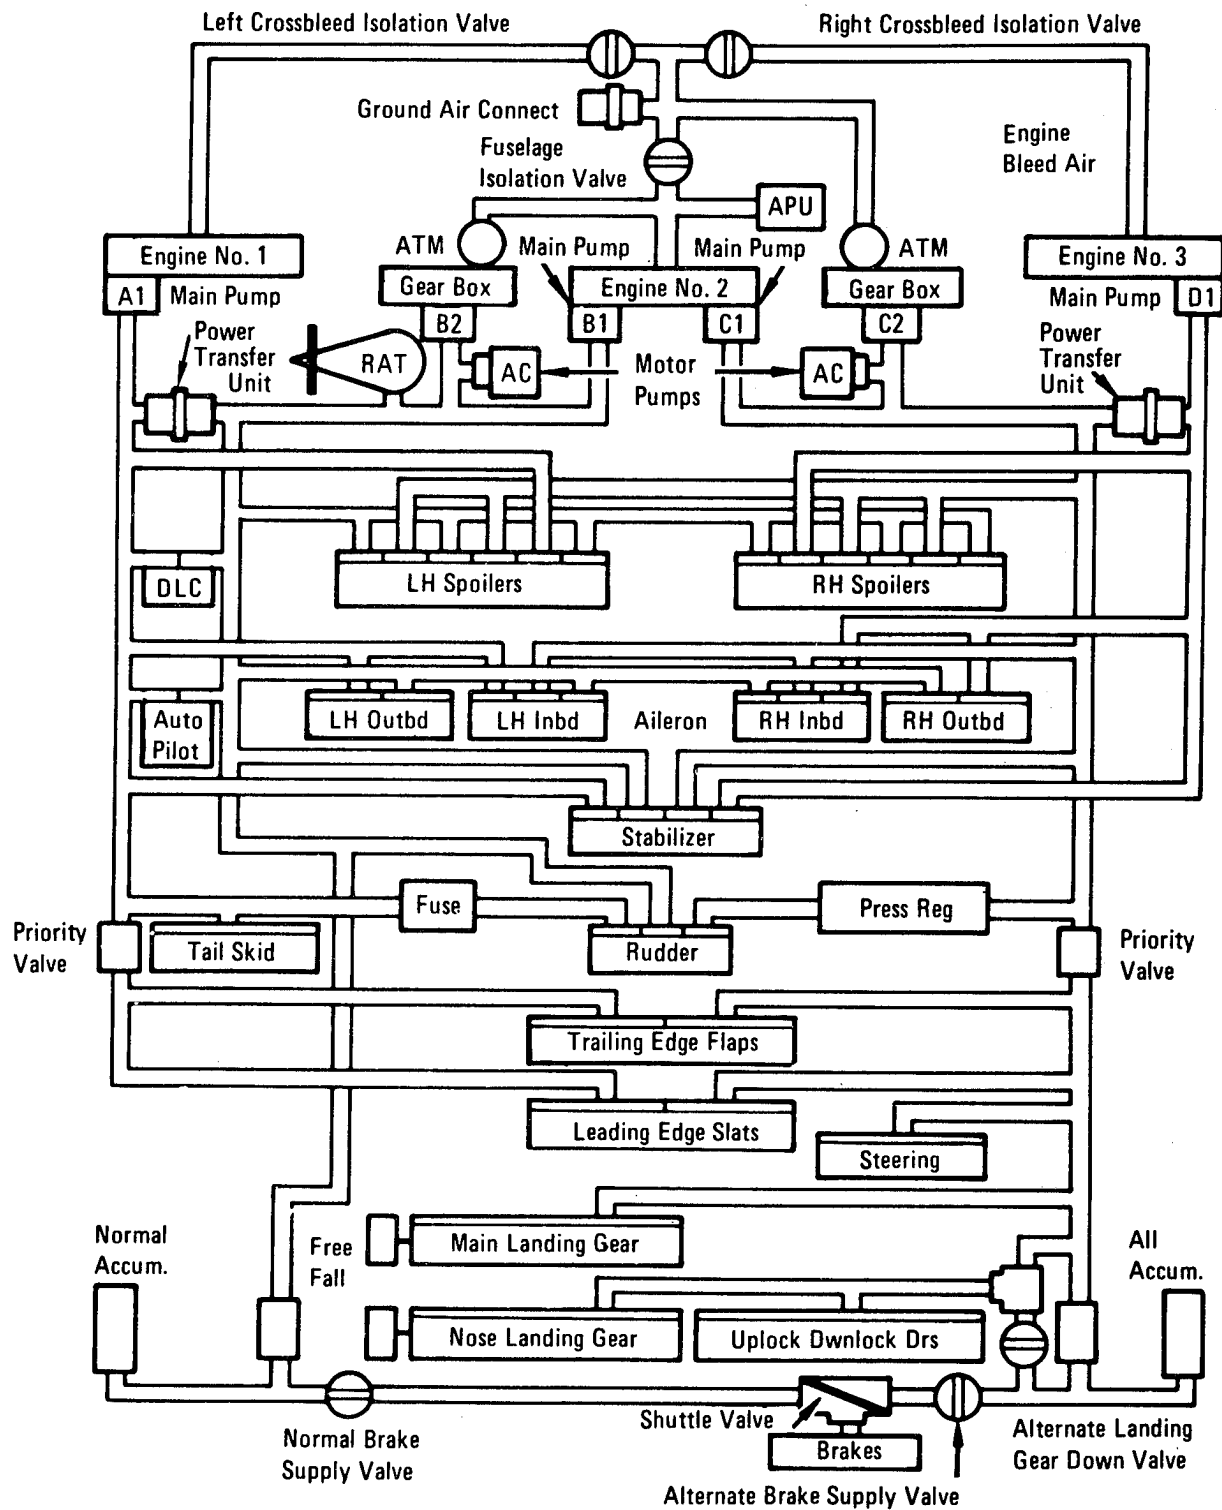 Left Crossbleed Isolation Valve
Right Crossbleed Isolation Valve
Ground Air Connect
Engine
Bleed Air
Fuselage
Isolation Valve
APU
ATM
Main Pump
Main Pump
ATM
Engine No. 1
Gear Box
Engine No. 2
Gear Box
Engine No. 3
A1
Main Pump
B2
B1
C1
C2
Main Pump
D1
Power
Transfer
Unit
RAT
AC
Motor
Pumps
AC
Power
Transfer
Unit
LH Spoilers
RH Spoilers
DLC
LH Outbd
LH Inbd
Aileron
RH Inbd
RH Outbd
Auto
Pilot
Stabilizer
Fuse
Press Reg
Priority
Valve
Tail Skid
Rudder
Priority
Valve
Trailing Edge Flaps
Leading Edge Slats
Steering
Normal
Accum.
Free
Fall
Main Landing Gear
All
Accum.
Nose Landing Gear
Uplock Dwnlock Drs
Shuttle Valve
Normal Brake
Supply Valve
Brakes
Alternate Landing
Gear Down Valve
Alternate Brake Supply Valve